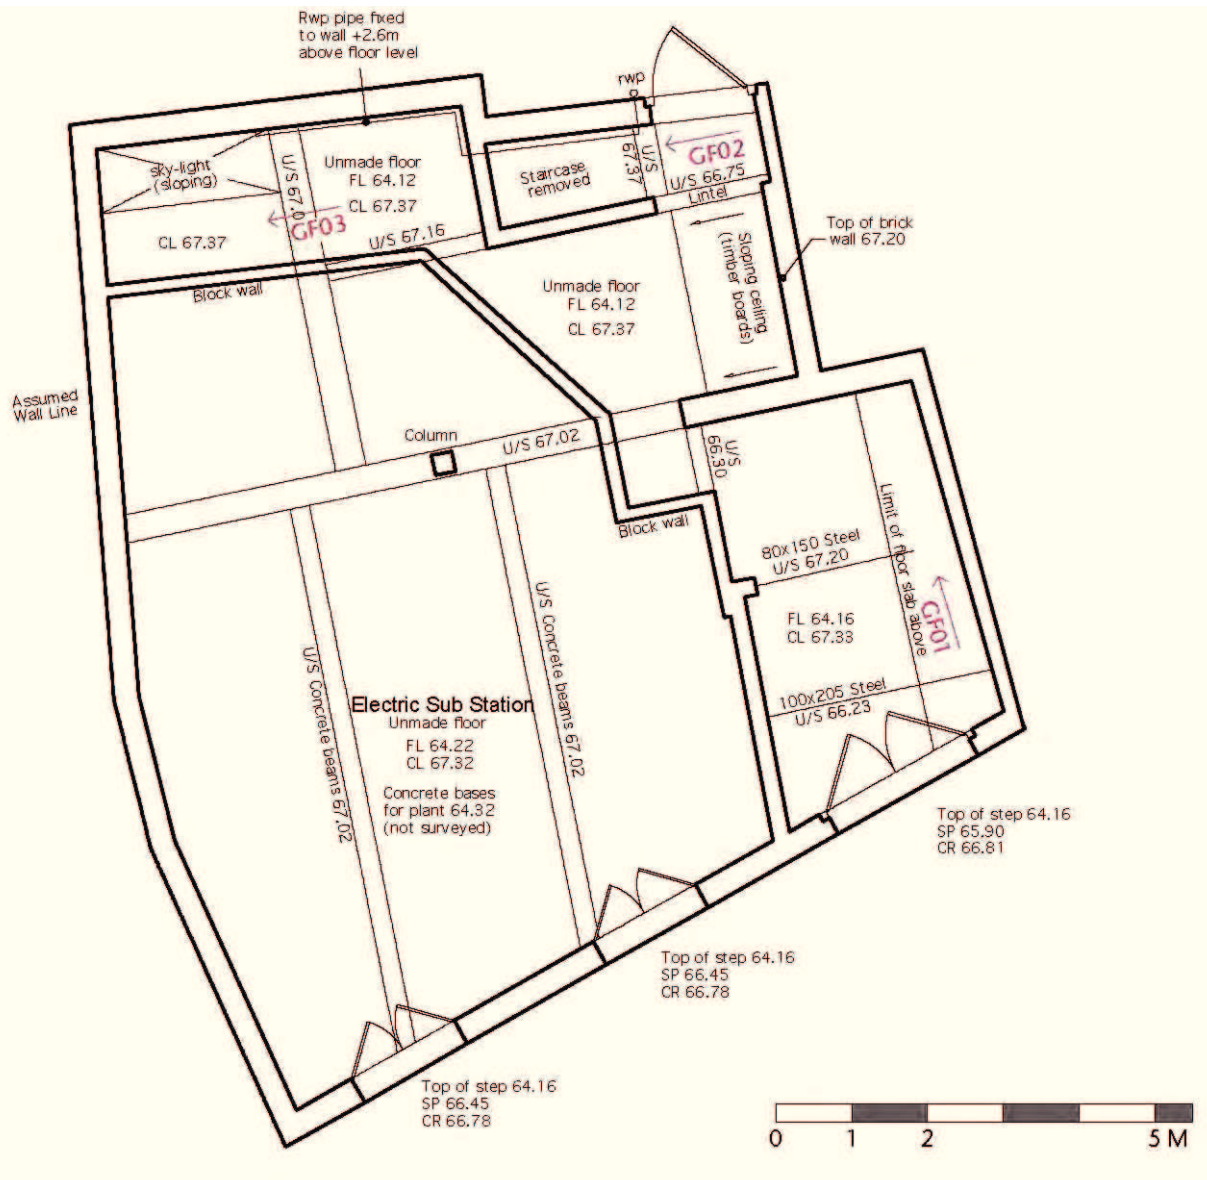 Rwp pipe fixed
to wall +2.6m
above floor level
rwp
sky-light
(sloping)
U/S 67.0
Unmade floor
FL 64.12
CL 67.37
GF03
CL 67.37
U/S 67.16
Block wall
Staircase
removed
U/S
67.37
GF02
U/S 66.75
Lintel
Top of brick
wall 67.20
Sloping ceiling
(timber boards)
Unmade floor
FL 64.12
CL 67.37
Assumed
Wall Line
Column
U/S 67.02
U/S
66.30
Block wall
Limit of floor slab above
80x150 Steel
U/S 67.20
GF01
FL 64.16
CL 67.33
100x205 Steel
U/S 66.23
U/S Concrete beams 67.02
U/S Concrete beams 67.02
Electric Sub Station
Unmade floor
FL 64.22
CL 67.32
Concrete bases
for plant 64.32
(not surveyed)
Top of step 64.16
SP 65.90
CR 66.81
Top of step 64.16
SP 66.45
CR 66.78
Top of step 64.16
SP 66.45
CR 66.78
0 1 2 5 M